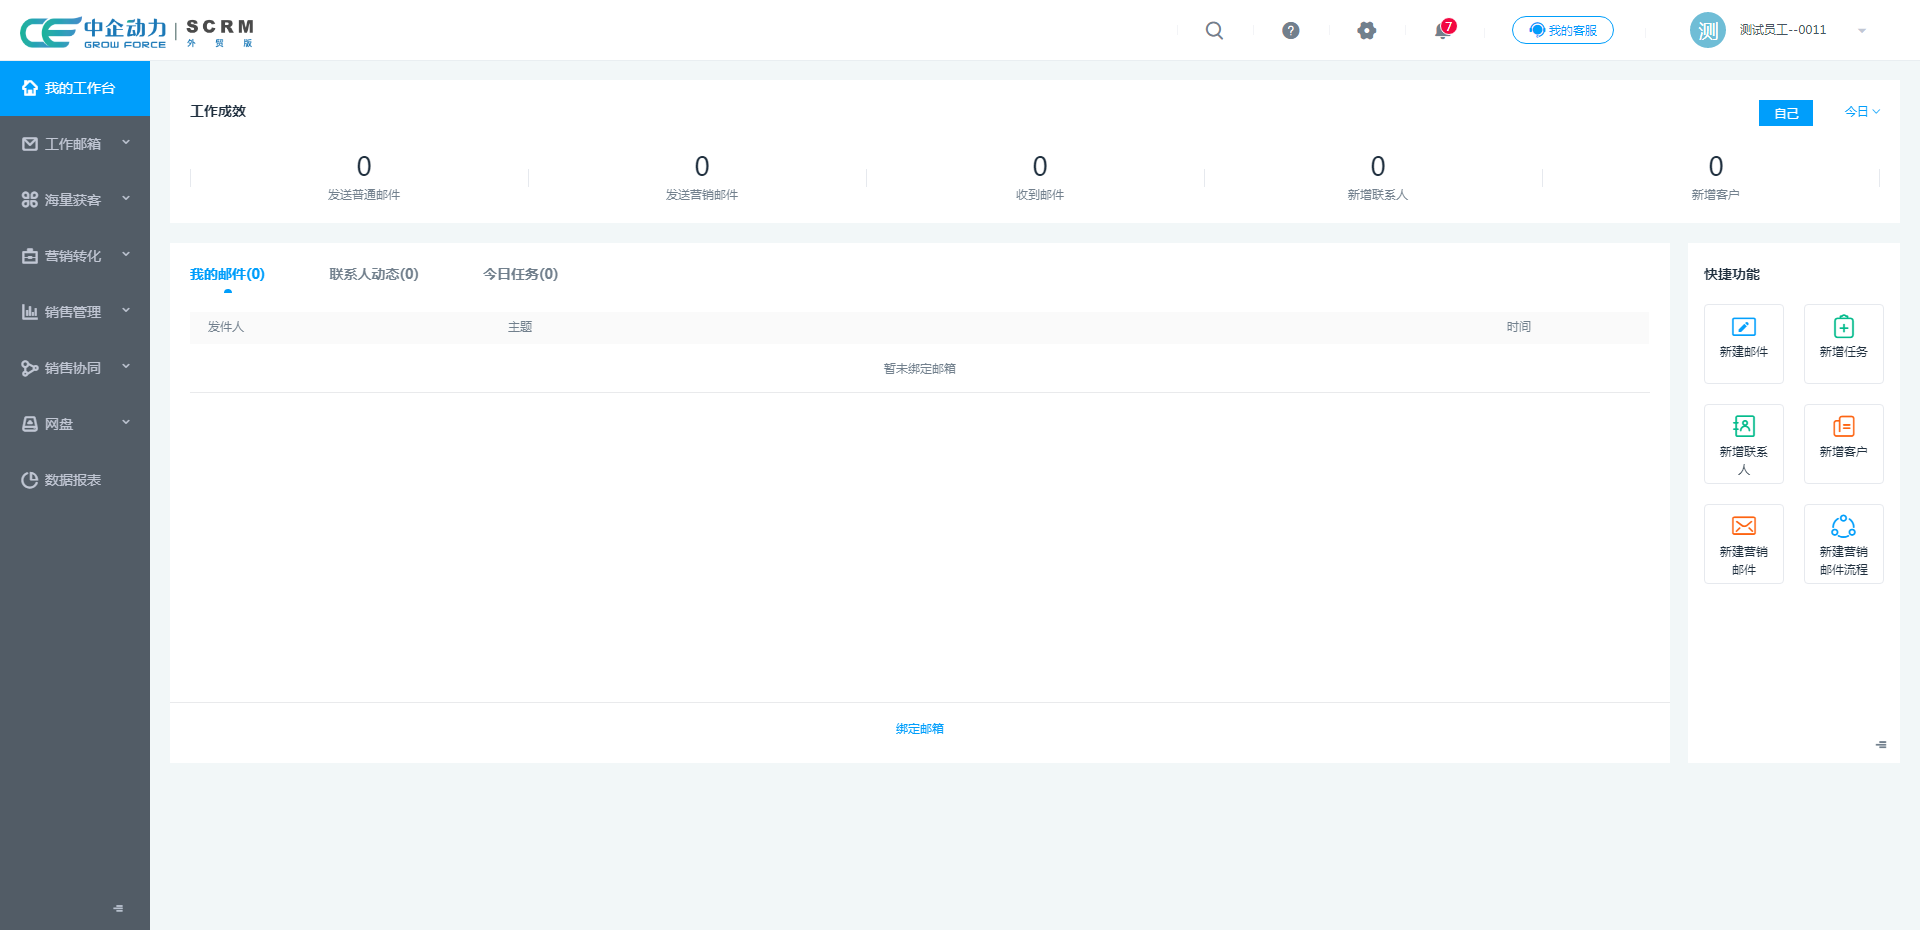 中企动力 SCRM
GROW FORCE 外贸版
7
我的客服
测
测试员工--0011
我的工作台
工作邮箱
海量获客
营销转化
销售管理
销售协同
网盘
数据报表
工作成效
自己
今日
0
发送普通邮件
0
发送营销邮件
0
收到邮件
0
新增联系人
0
新增客户
我的邮件(0)
联系人动态(0)
今日任务(0)
发件人
主题
时间
暂未绑定邮箱
绑定邮箱
快捷功能
新建邮件
新增任务
新增联系
人
新增客户
新建营销
邮件
新建营销
邮件流程